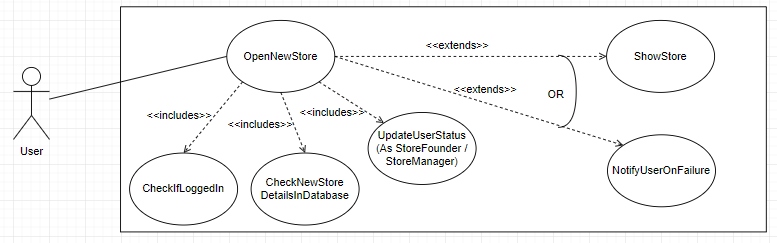 OpenNewStore
<<extends>>
ShowStore
<<extends>>
OR
<<includes>>
<<includes>>
<<includes>>
UpdateUserStatus
(As StoreFounder /
StoreManager)
User
CheckIfLoggedIn
CheckNewStore
DetailsInDatabase
NotifyUserOnFailure